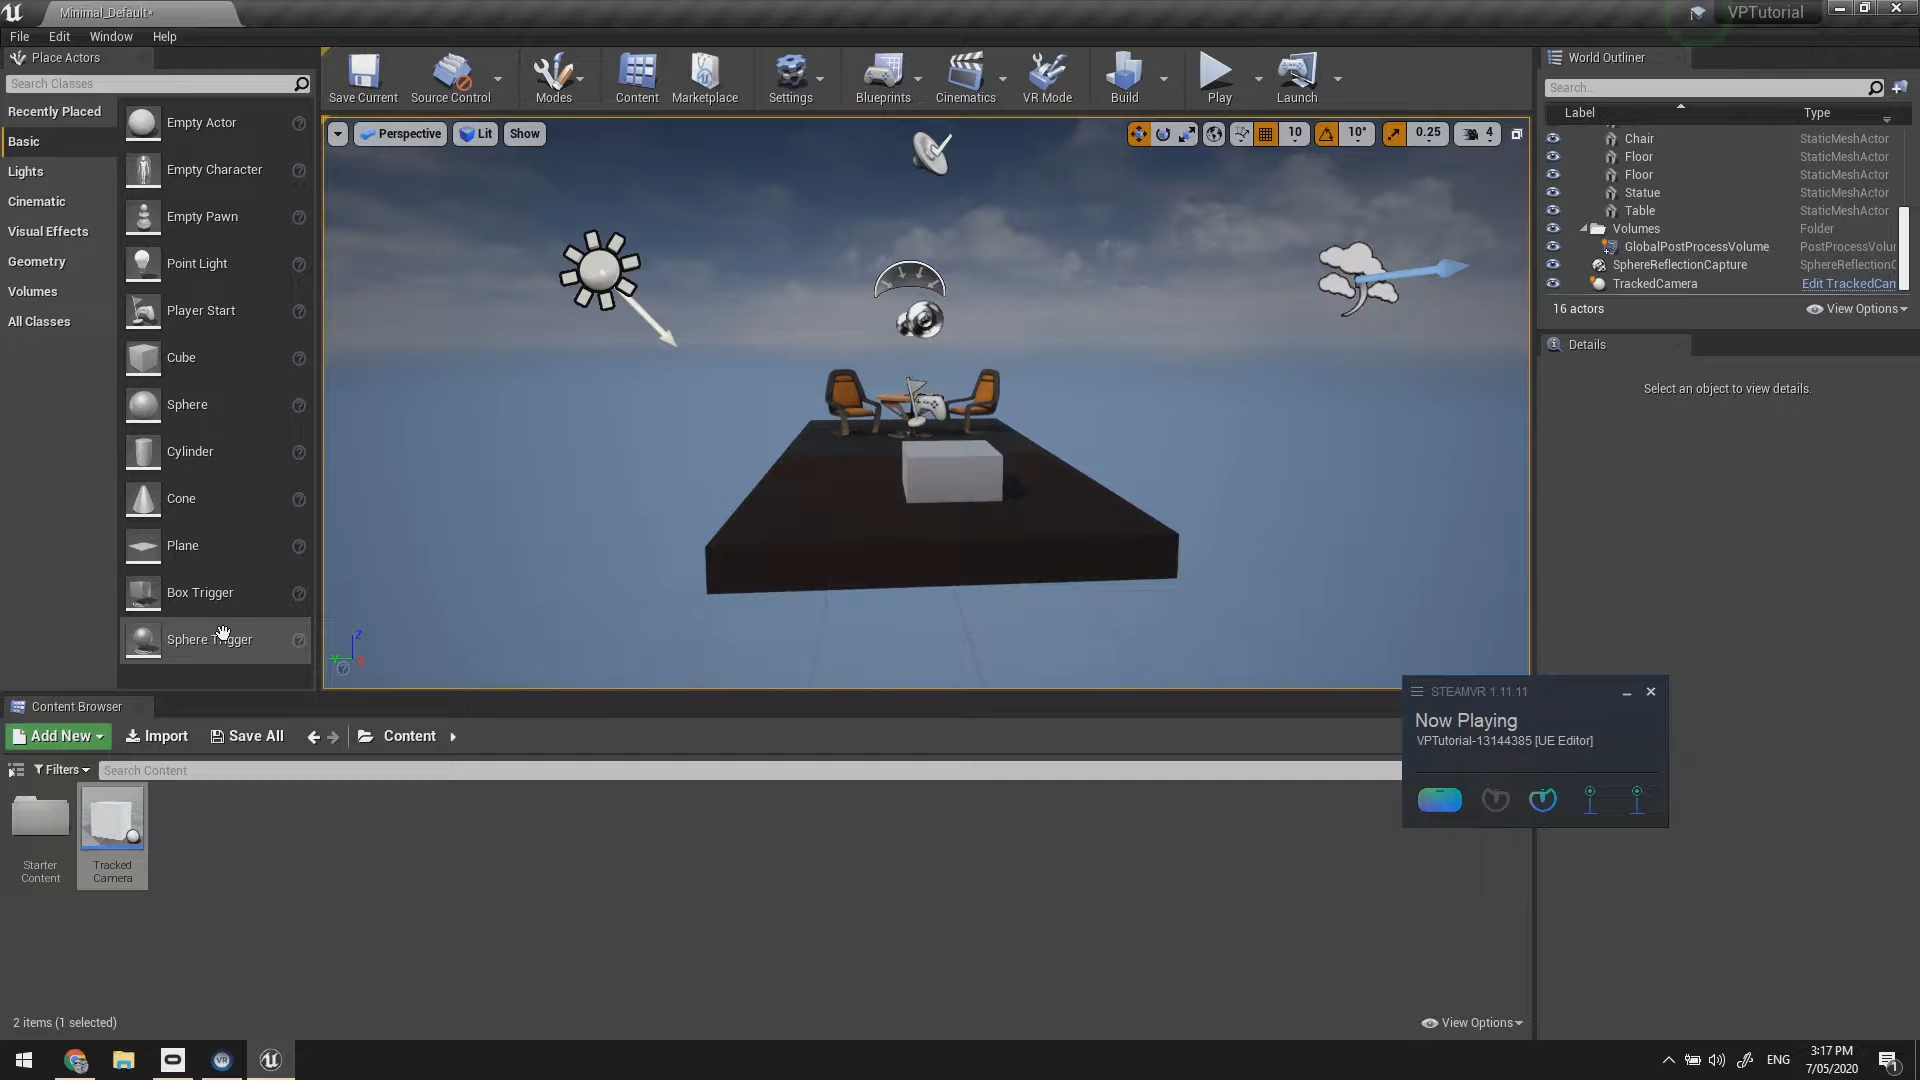 Minimal_Default*
VPTutorial
File Edit Window Help
Place Actors
Search Classes
Recently Placed
Basic
Lights
Cinematic
Visual Effects
Geometry
Volumes
All Classes
Empty Actor
Empty Character
Empty Pawn
Point Light
Player Start
Cube
Sphere
Cylinder
Cone
Plane
Box Trigger
Sphere Trigger
Save Current Source Control Modes Content Marketplace Settings Blueprints Cinematics VR Mode Build Play Launch
Perspective Lit Show
10 10° 0.25 4
World Outliner
Search...
Label Type
Chair StaticMeshActor
Floor StaticMeshActor
Floor StaticMeshActor
Statue StaticMeshActor
Table StaticMeshActor
Volumes Folder
GlobalPostProcessVolume PostProcessVolu
SphereReflectionCapture SphereReflectionC
TrackedCamera Edit TrackedCan
16 actors View Options
Details
Select an object to view details.
Z
Content Browser
Add New Import Save All Content
Filters Search Content
Starter
Content
Tracked
Camera
2 items (1 selected) View Options
STEAMVR 1.11.11
Now Playing
VPTutorial-13144385 [UE Editor]
VR
ENG
3:17 PM
7/05/2020
1